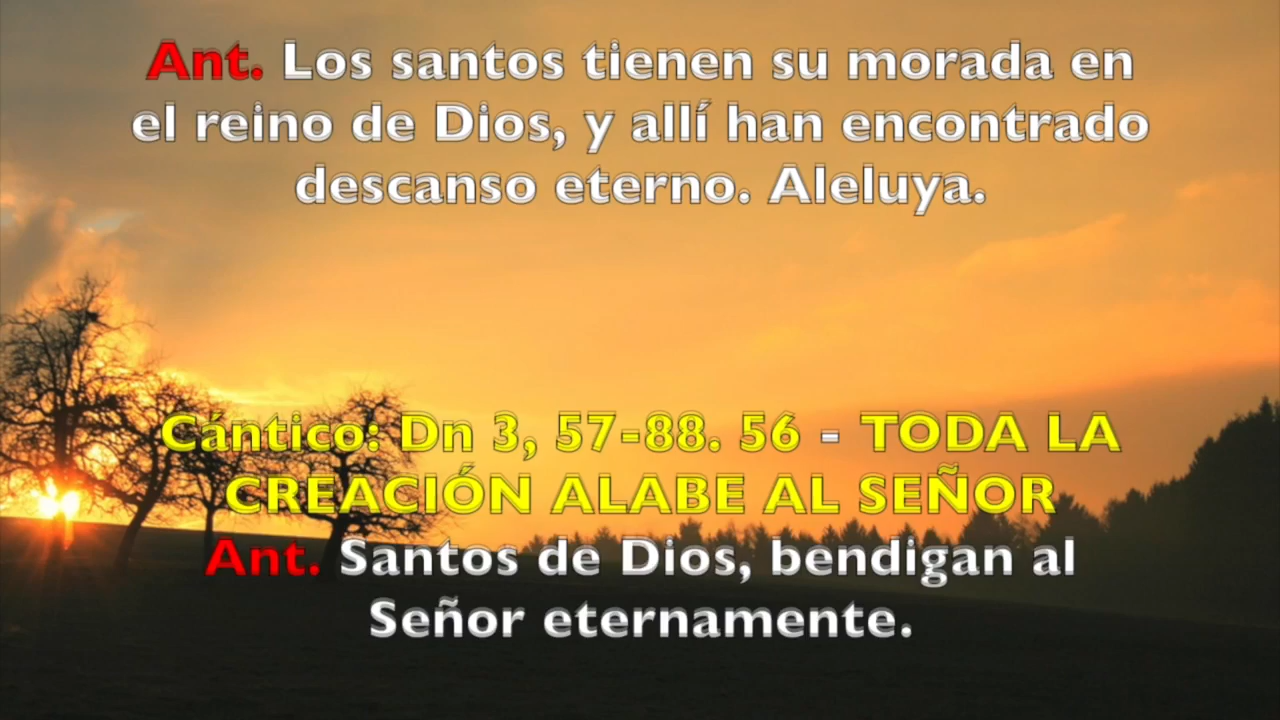 Ant. Los santos tienen su morada en
el reino de Dios, y allí han encontrado
descanso eterno. Aleluya.
Cántico: Dn 3, 57-88. 56 - TODA LA
CREACIÓN ALABE AL SEÑOR
Ant. Santos de Dios, bendigan al
Señor eternamente.